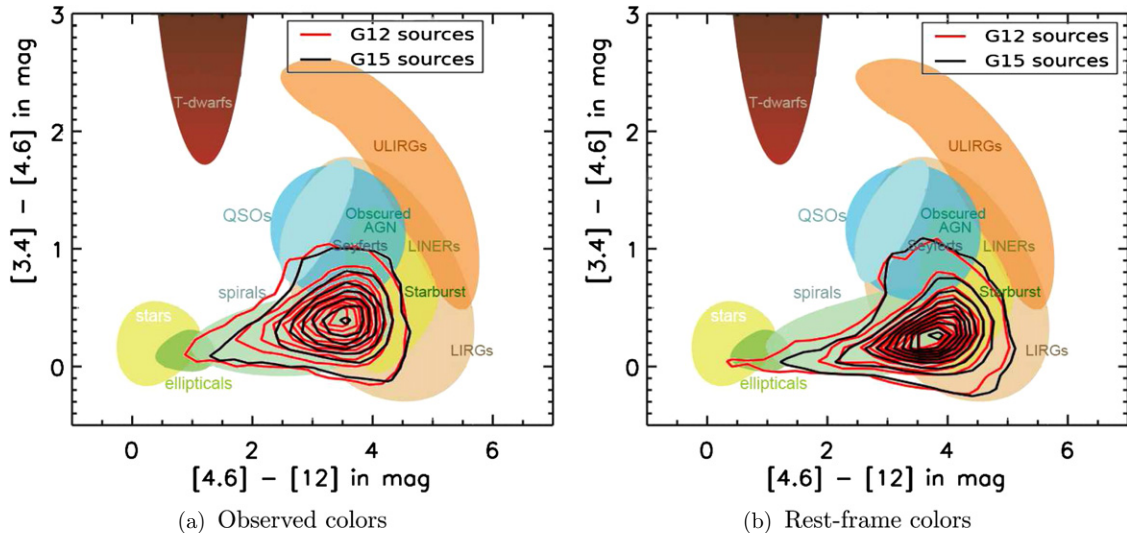 G12 sources
G15 sources
T-dwarfs
ULIRGs
QSOs
Obscured
AGN
Seyferts
LINERs
spirals
Starburst
stars
LIRGs
ellipticals
3
2
1
0
[3.4] – [4.6] in mag
0 2 4 6
[4.6] – [12] in mag
(a) Observed colors
G12 sources
G15 sources
T-dwarfs
ULIRGs
QSOs
Obscured
AGN
Seyferts
LINERs
spirals
Starburst
stars
LIRGs
ellipticals
3
2
1
0
[3.4] – [4.6] in mag
0 2 4 6
[4.6] – [12] in mag
(b) Rest-frame colors